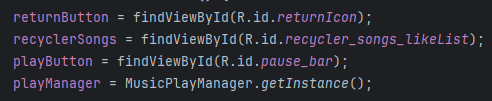 returnButton = findViewById(R.id.returnIcon);
recyclerSongs = findViewById(R.id.recycler_songs_likeList);
playButton = findViewById(R.id.pause_bar);
playManager = MusicPlayManager.getInstance();